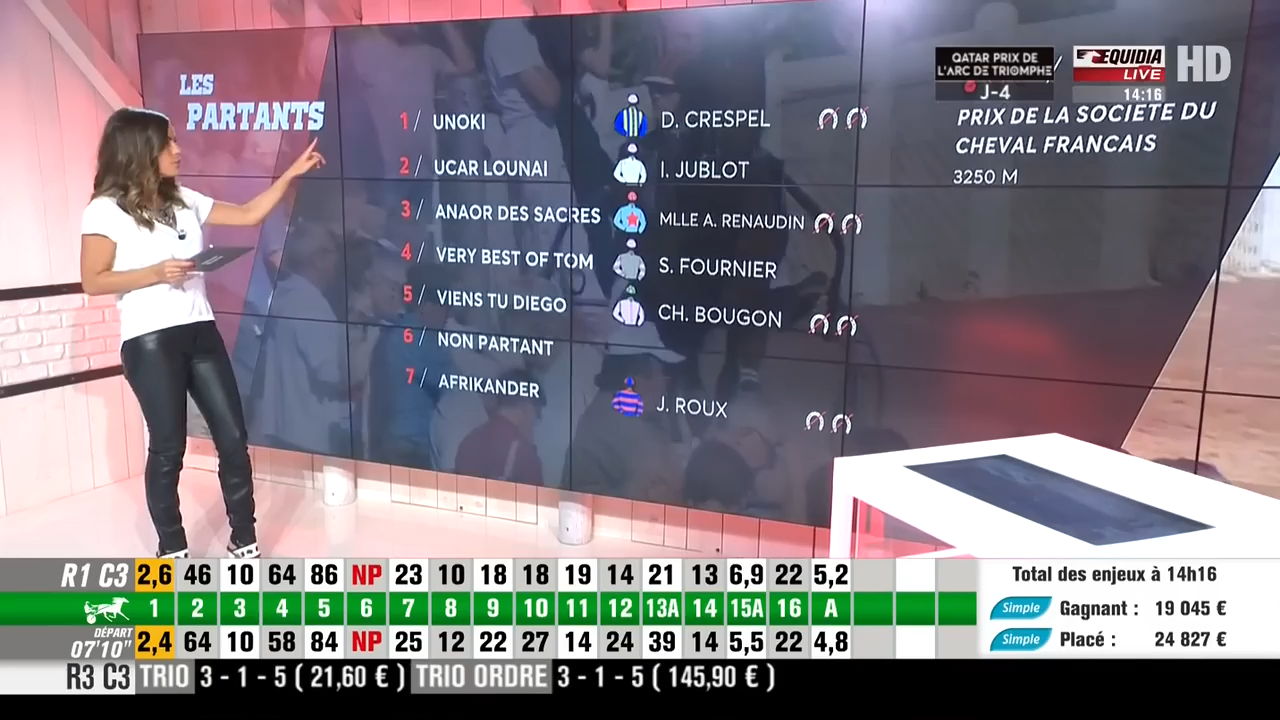 LES
PARTANTS
1 / UNOKI D. CRESPEL
2 / UCAR LOUNAI I. JUBLOT
3 / ANAOR DES SACRES MLLE A. RENAUDIN
4 / VERY BEST OF TOM S. FOURNIER
5 / VIENS TU DIEGO CH. BOUGON
6 / NON PARTANT
7 / AFRIKANDER J. ROUX
QATAR PRIX DE
L'ARC DE TRIOMPHE
J-4
EQUIDIA
LIVE
HD
14:16
PRIX DE LA SOCIETE DU
CHEVAL FRANCAIS
3250 M
R1 C3 2,6 46 10 64 86 NP 23 10 18 18 19 14 21 13 6,9 22 5,2
1 2 3 4 5 6 7 8 9 10 11 12 13A 14 15A 16 A
DÉPART
07'10" 2,4 64 10 58 84 NP 25 12 22 27 14 24 39 14 5,5 22 4,8
Total des enjeux à 14h16
Simple Gagnant : 19 045 €
Simple Placé : 24 827 €
R3 C3 TRIO 3 - 1 - 5 ( 21,60 € ) TRIO ORDRE 3 - 1 - 5 ( 145,90 € )